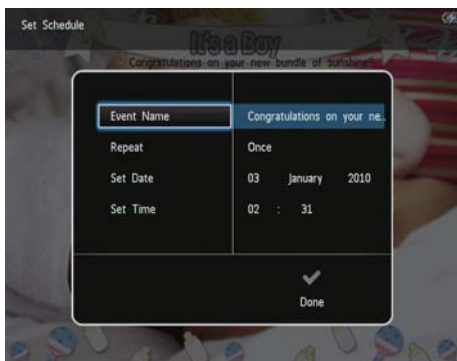 Set Schedule
It's a Boy
Congratulations on your new bundle of sunshine!!
Event Name Congratulations on your ne..
Repeat Once
Set Date 03 January 2010
Set Time 02 : 31
Done